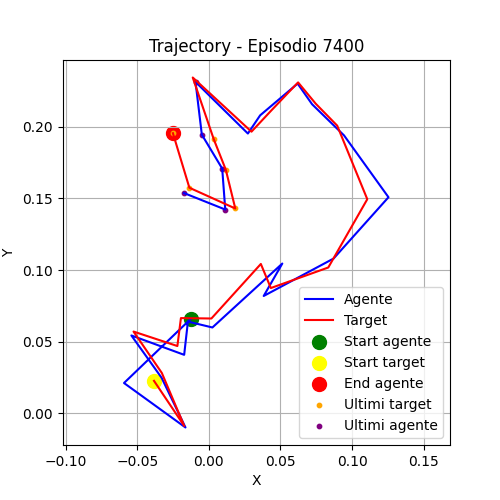 Trajectory - Episodio 7400
Y
0.20
0.15
0.10
0.05
0.00
Agente
Target
Start agente
Start target
End agente
Ultimi target
Ultimi agente
−0.10 −0.05 0.00 0.05 0.10 0.15
X